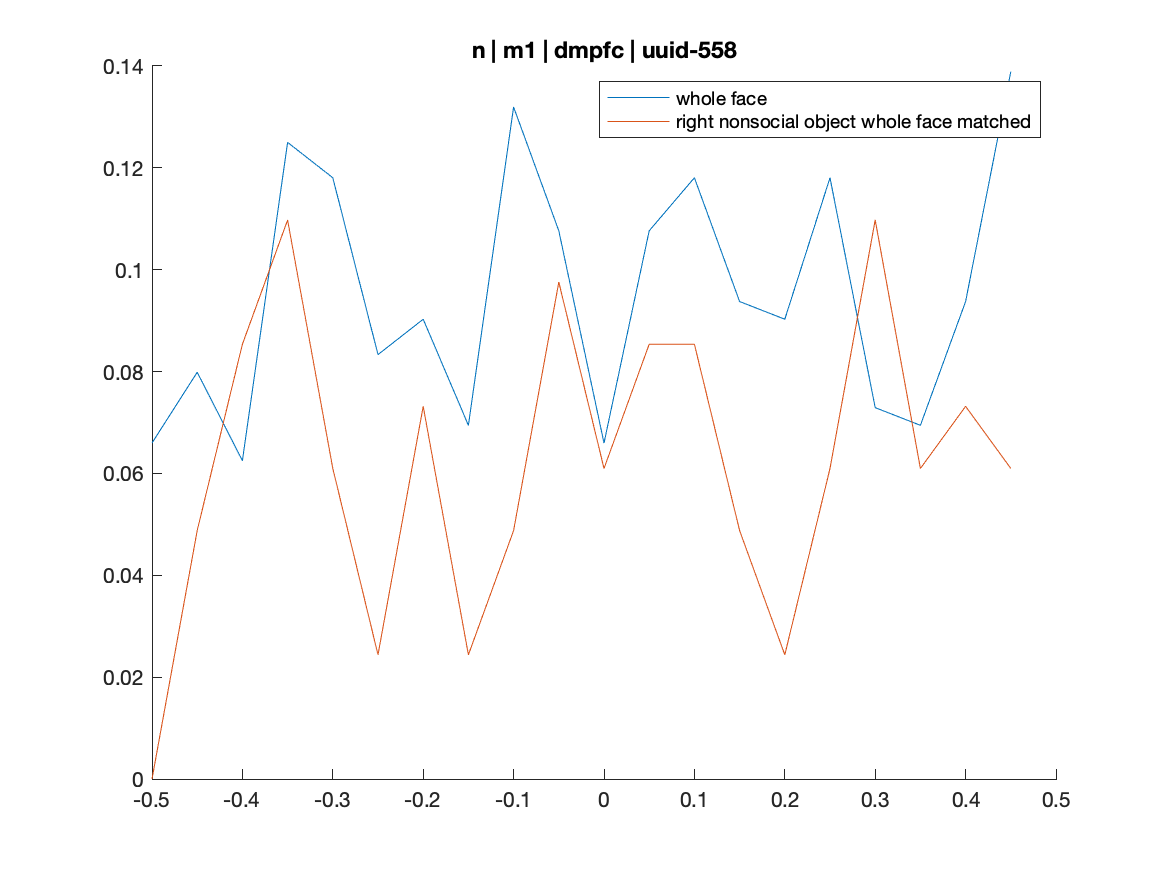 n | m1 | dmpfc | uuid-558
whole face
right nonsocial object whole face matched
0.14
0.12
0.1
0.08
0.06
0.04
0.02
0
-0.5 -0.4 -0.3 -0.2 -0.1 0 0.1 0.2 0.3 0.4 0.5